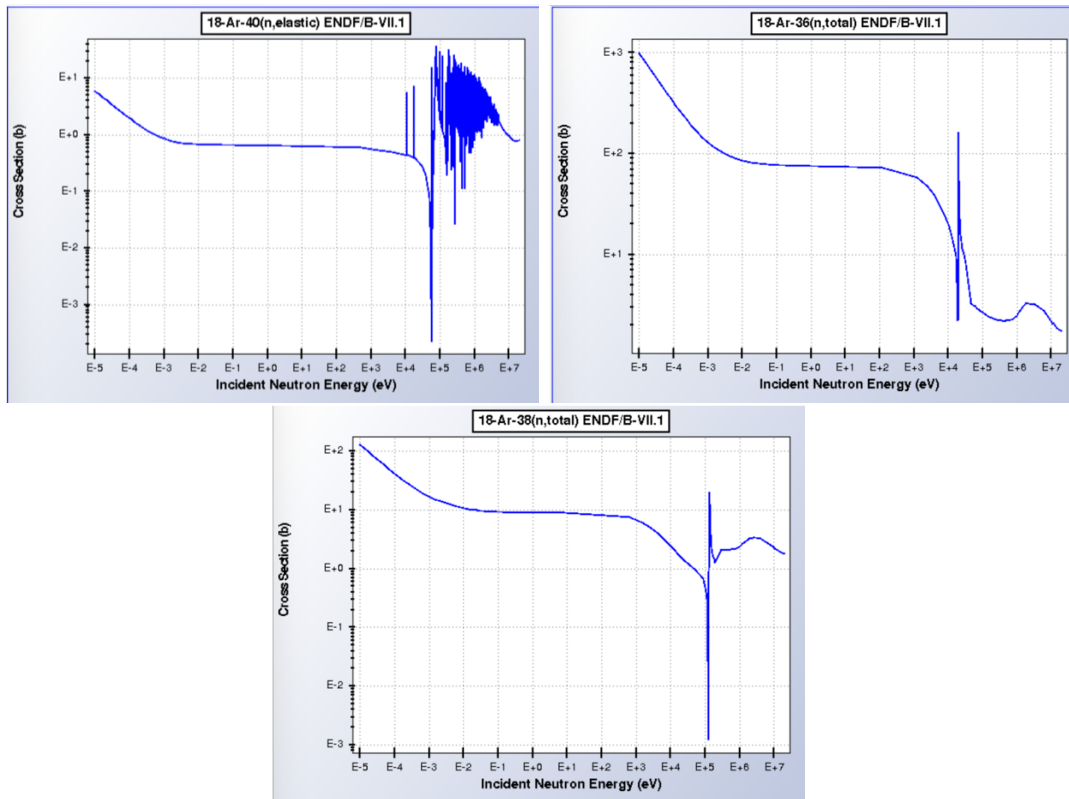 18-Ar-40(n,elastic) ENDF/B-VII.1
Cross Section (b)
E+1
E+0
E-1
E-2
E-3
E-5 E-4 E-3 E-2 E-1 E+0 E+1 E+2 E+3 E+4 E+5 E+6 E+7
Incident Neutron Energy (eV)
18-Ar-36(n,total) ENDF/B-VII.1
Cross Section (b)
E+3
E+2
E+1
E-5 E-4 E-3 E-2 E-1 E+0 E+1 E+2 E+3 E+4 E+5 E+6 E+7
Incident Neutron Energy (eV)
18-Ar-38(n,total) ENDF/B-VII.1
Cross Section (b)
E+2
E+1
E+0
E-1
E-2
E-3
E-5 E-4 E-3 E-2 E-1 E+0 E+1 E+2 E+3 E+4 E+5 E+6 E+7
Incident Neutron Energy (eV)